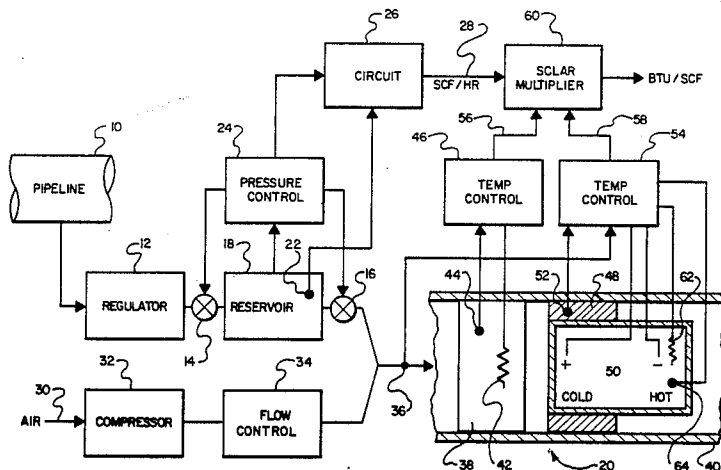 26
28
60
CIRCUIT
SCF/HR
SCLAR
MULTIPLIER
BTU/SCF
10
24
46
56
58
54
PIPELINE
PRESSURE
CONTROL
TEMP
CONTROL
TEMP
CONTROL
12
18
22
44
52
48
62
REGULATOR
RESERVOIR
16
14
32
34
+
-
50
30
AIR
COMPRESSOR
FLOW
CONTROL
36
COLD
HOT
38
42
20
64
40